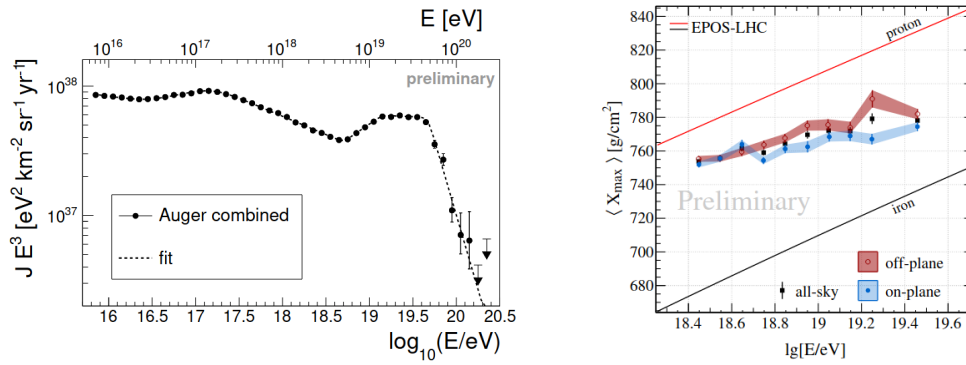 E [eV]
10^16 10^17 10^18 10^19 10^20
preliminary
10^38
10^37
J E^3 [eV^2 km^-2 sr^-1 yr^-1]
Auger combined
fit
16 16.5 17 17.5 18 18.5 19 19.5 20 20.5
log_10(E/eV)
840
820
800
780
760
740
720
700
680
⟨ X_max ⟩ [g/cm^2]
EPOS-LHC
proton
Preliminary
iron
off-plane
all-sky
on-plane
18.4 18.6 18.8 19 19.2 19.4 19.6
lg[E/eV]